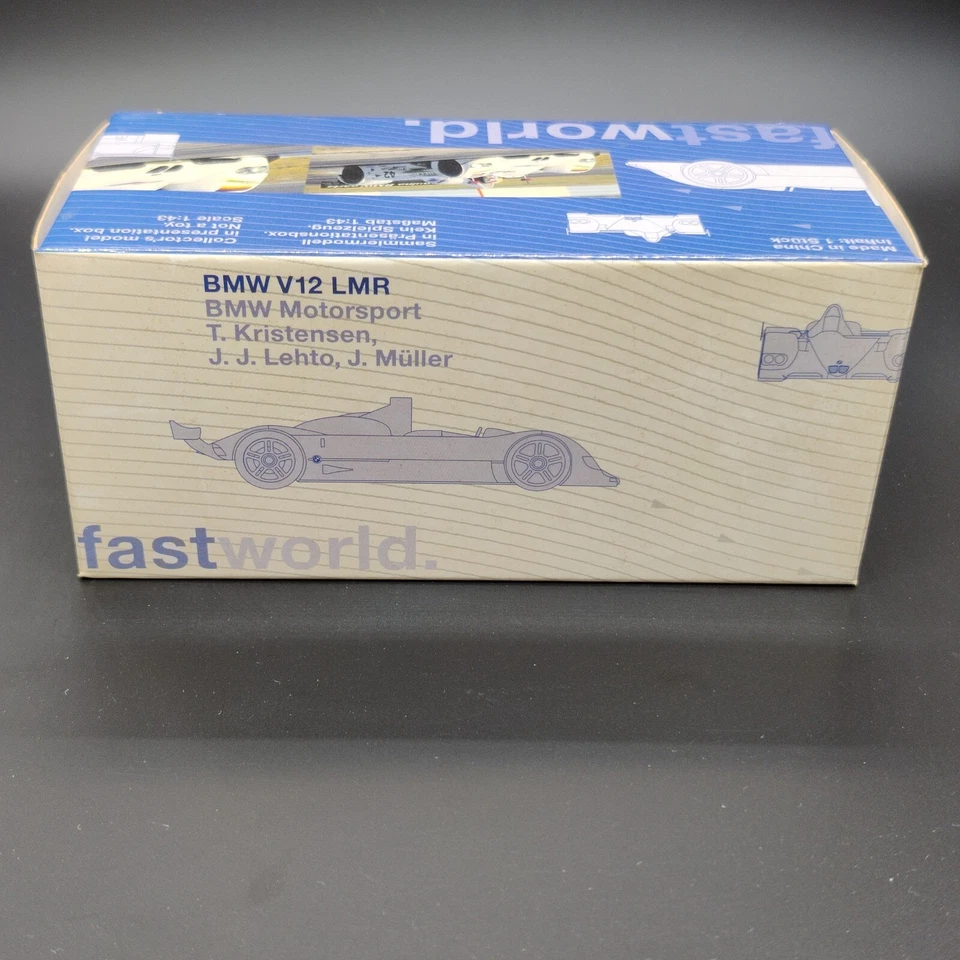 fastworld.
42
Collector's model
in presentation box.
Not a toy.
Scale 1:43
Sammlermodell
in Präsentationsbox.
Kein Spielzeug.
Maßstab 1:43
Made in China
Inhalt: 1 Stück
BMW V12 LMR
BMW Motorsport
T. Kristensen,
J. J. Lehto, J. Müller
fastworld.